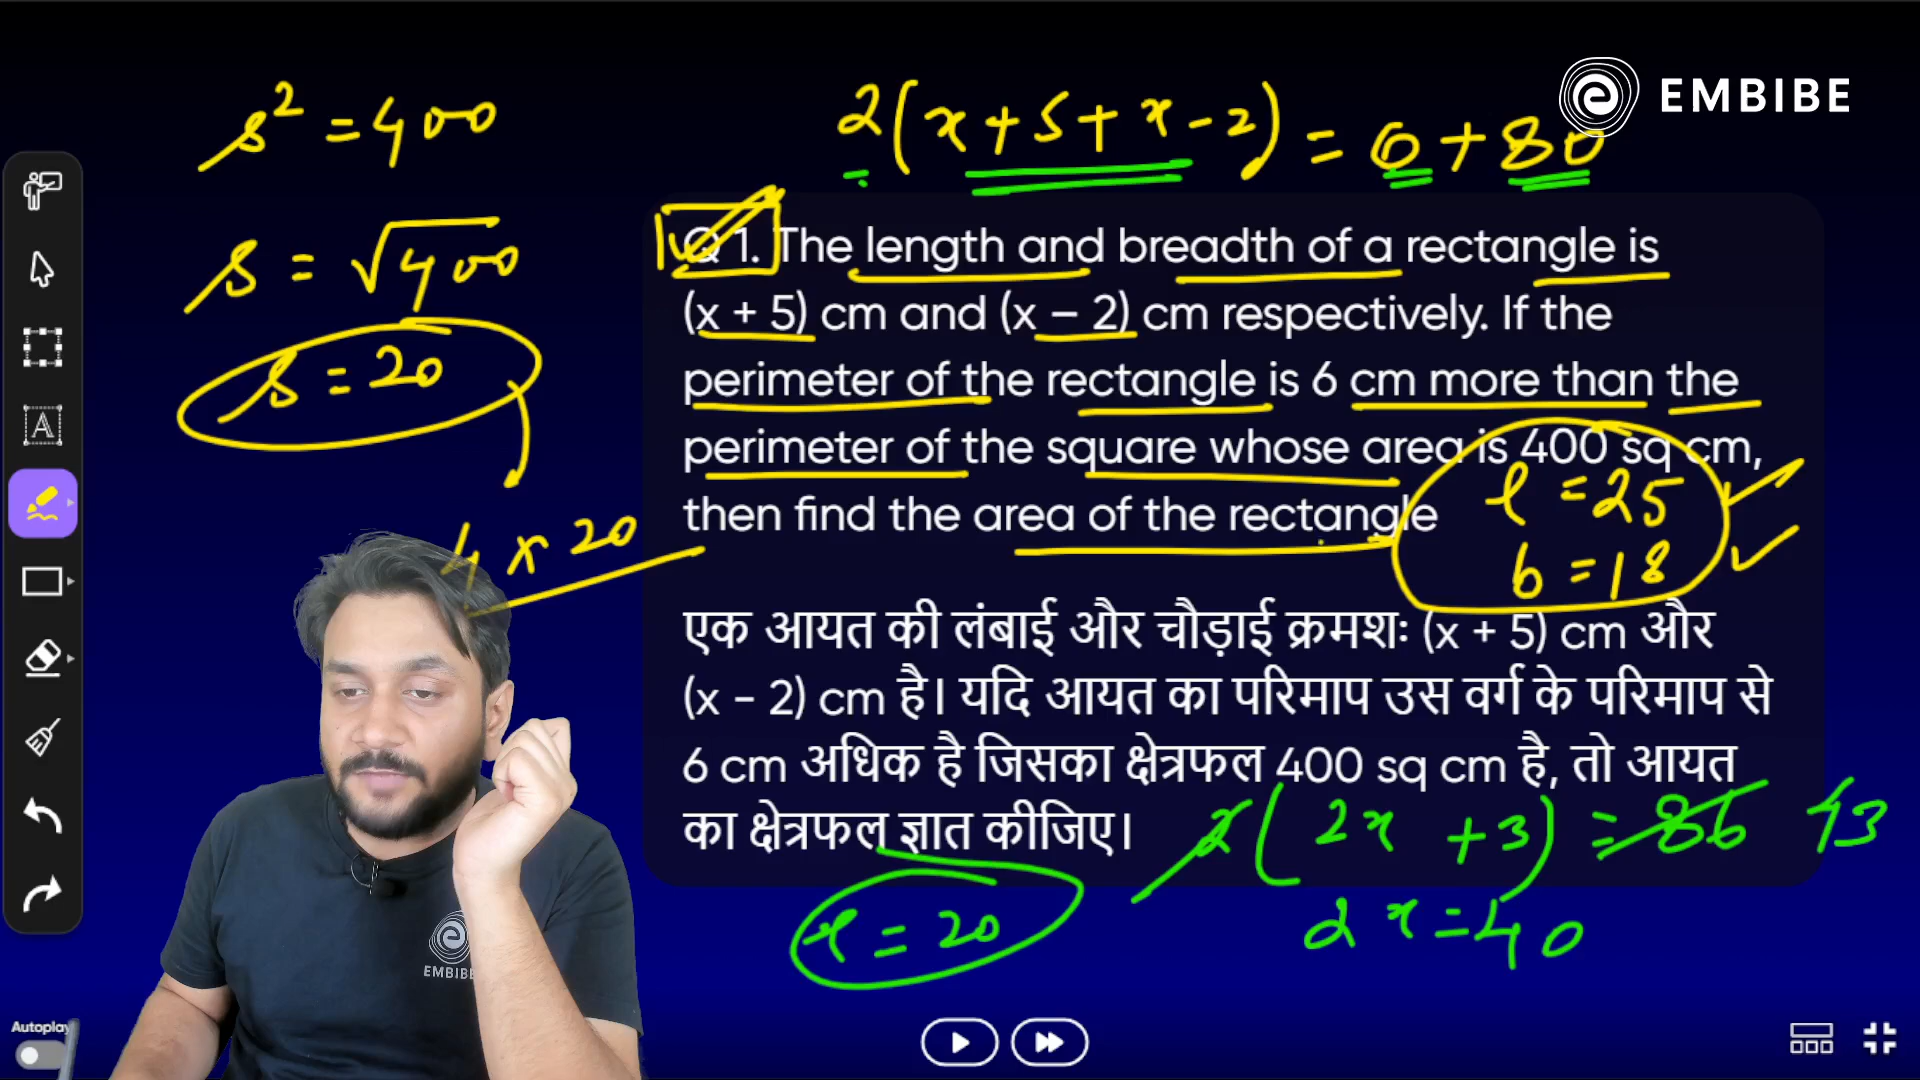 EMBIBE
s² = 400
s = √400
s = 20
4 x 20
2(x+5+x-2) = 6+80
Q 1. The length and breadth of a rectangle is
(x + 5) cm and (x – 2) cm respectively. If the
perimeter of the rectangle is 6 cm more than the
perimeter of the square whose area is 400 sq cm,
then find the area of the rectangle
l = 25
b = 18
एक आयत की लंबाई और चौड़ाई क्रमशः (x + 5) cm और
(x - 2) cm है। यदि आयत का परिमाप उस वर्ग के परिमाप से
6 cm अधिक है जिसका क्षेत्रफल 400 sq cm है, तो आयत
का क्षेत्रफल ज्ञात कीजिए।
2(2x +3) = 86 43
2x = 40
x = 20
EMBIBE
Autoplay